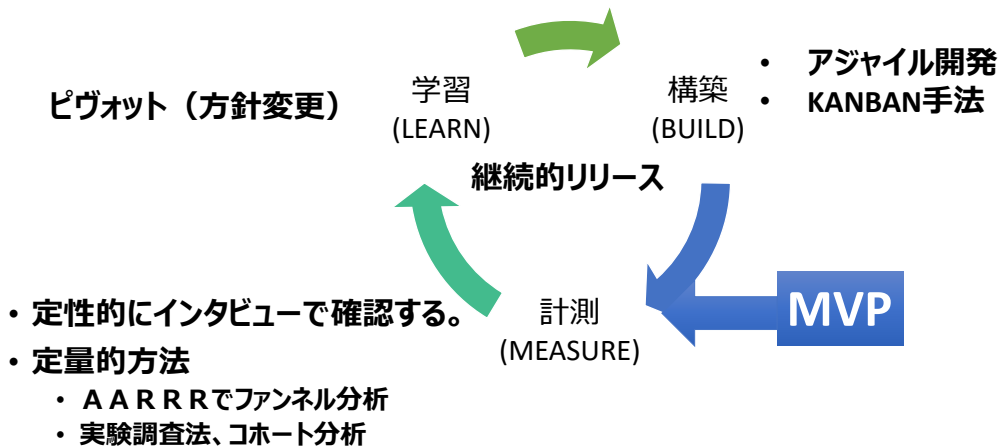 ピヴォット（方針変更）
学習
(LEARN)
構築
(BUILD)
• アジャイル開発
• KANBAN手法
継続的リリース
計測
(MEASURE)
MVP
• 定性的にインタビューで確認する。
• 定量的方法
• ＡＡＲＲＲでファンネル分析
• 実験調査法、コホート分析